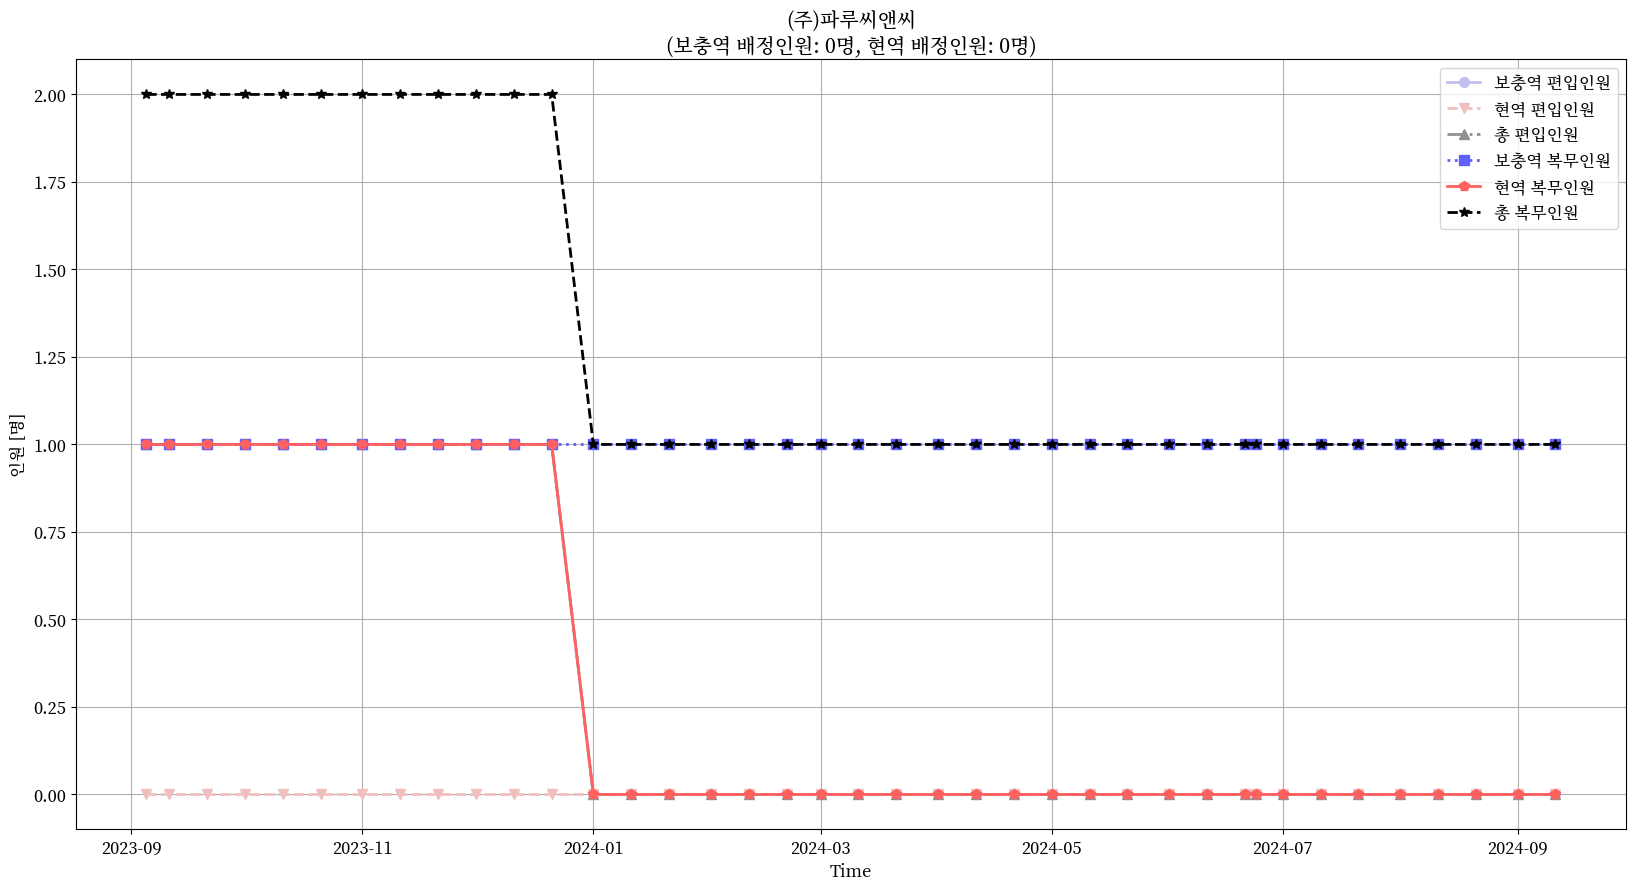 (주)파루씨앤씨
(보충역 배정인원: 0명, 현역 배정인원: 0명)
보충역 편입인원
현역 편입인원
총 편입인원
보충역 복무인원
현역 복무인원
총 복무인원
2.00
1.75
1.50
1.25
1.00
0.75
0.50
0.25
0.00
인원 [명]
2023-09
2023-11
2024-01
2024-03
2024-05
2024-07
2024-09
Time